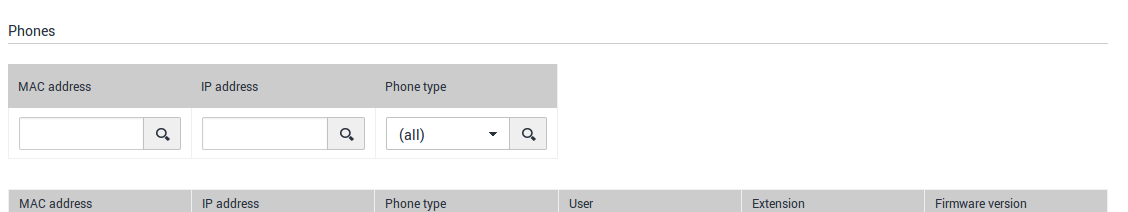 Phones
MAC address IP address Phone type
(all)
MAC address IP address Phone type User Extension Firmware version